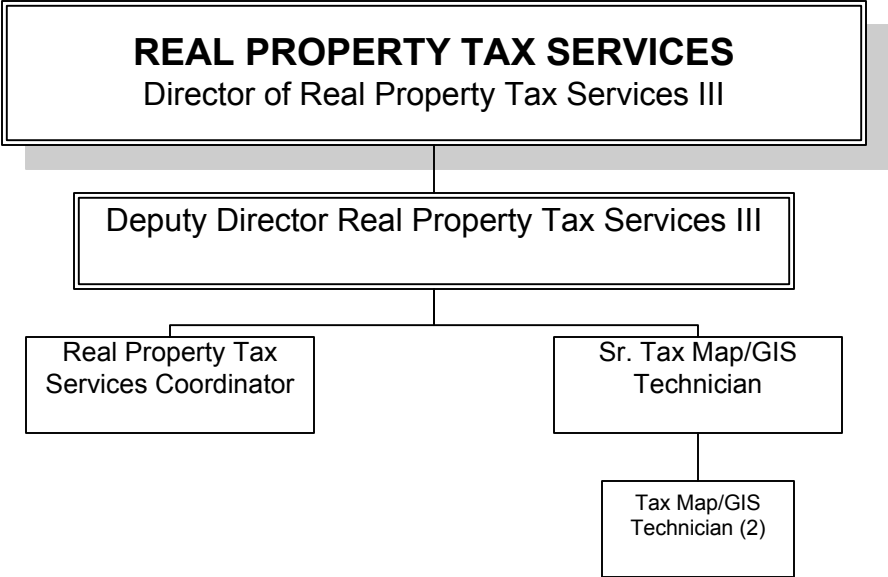 REAL PROPERTY TAX SERVICES
Director of Real Property Tax Services III
Deputy Director Real Property Tax Services III
Real Property Tax
Services Coordinator
Sr. Tax Map/GIS
Technician
Tax Map/GIS
Technician (2)